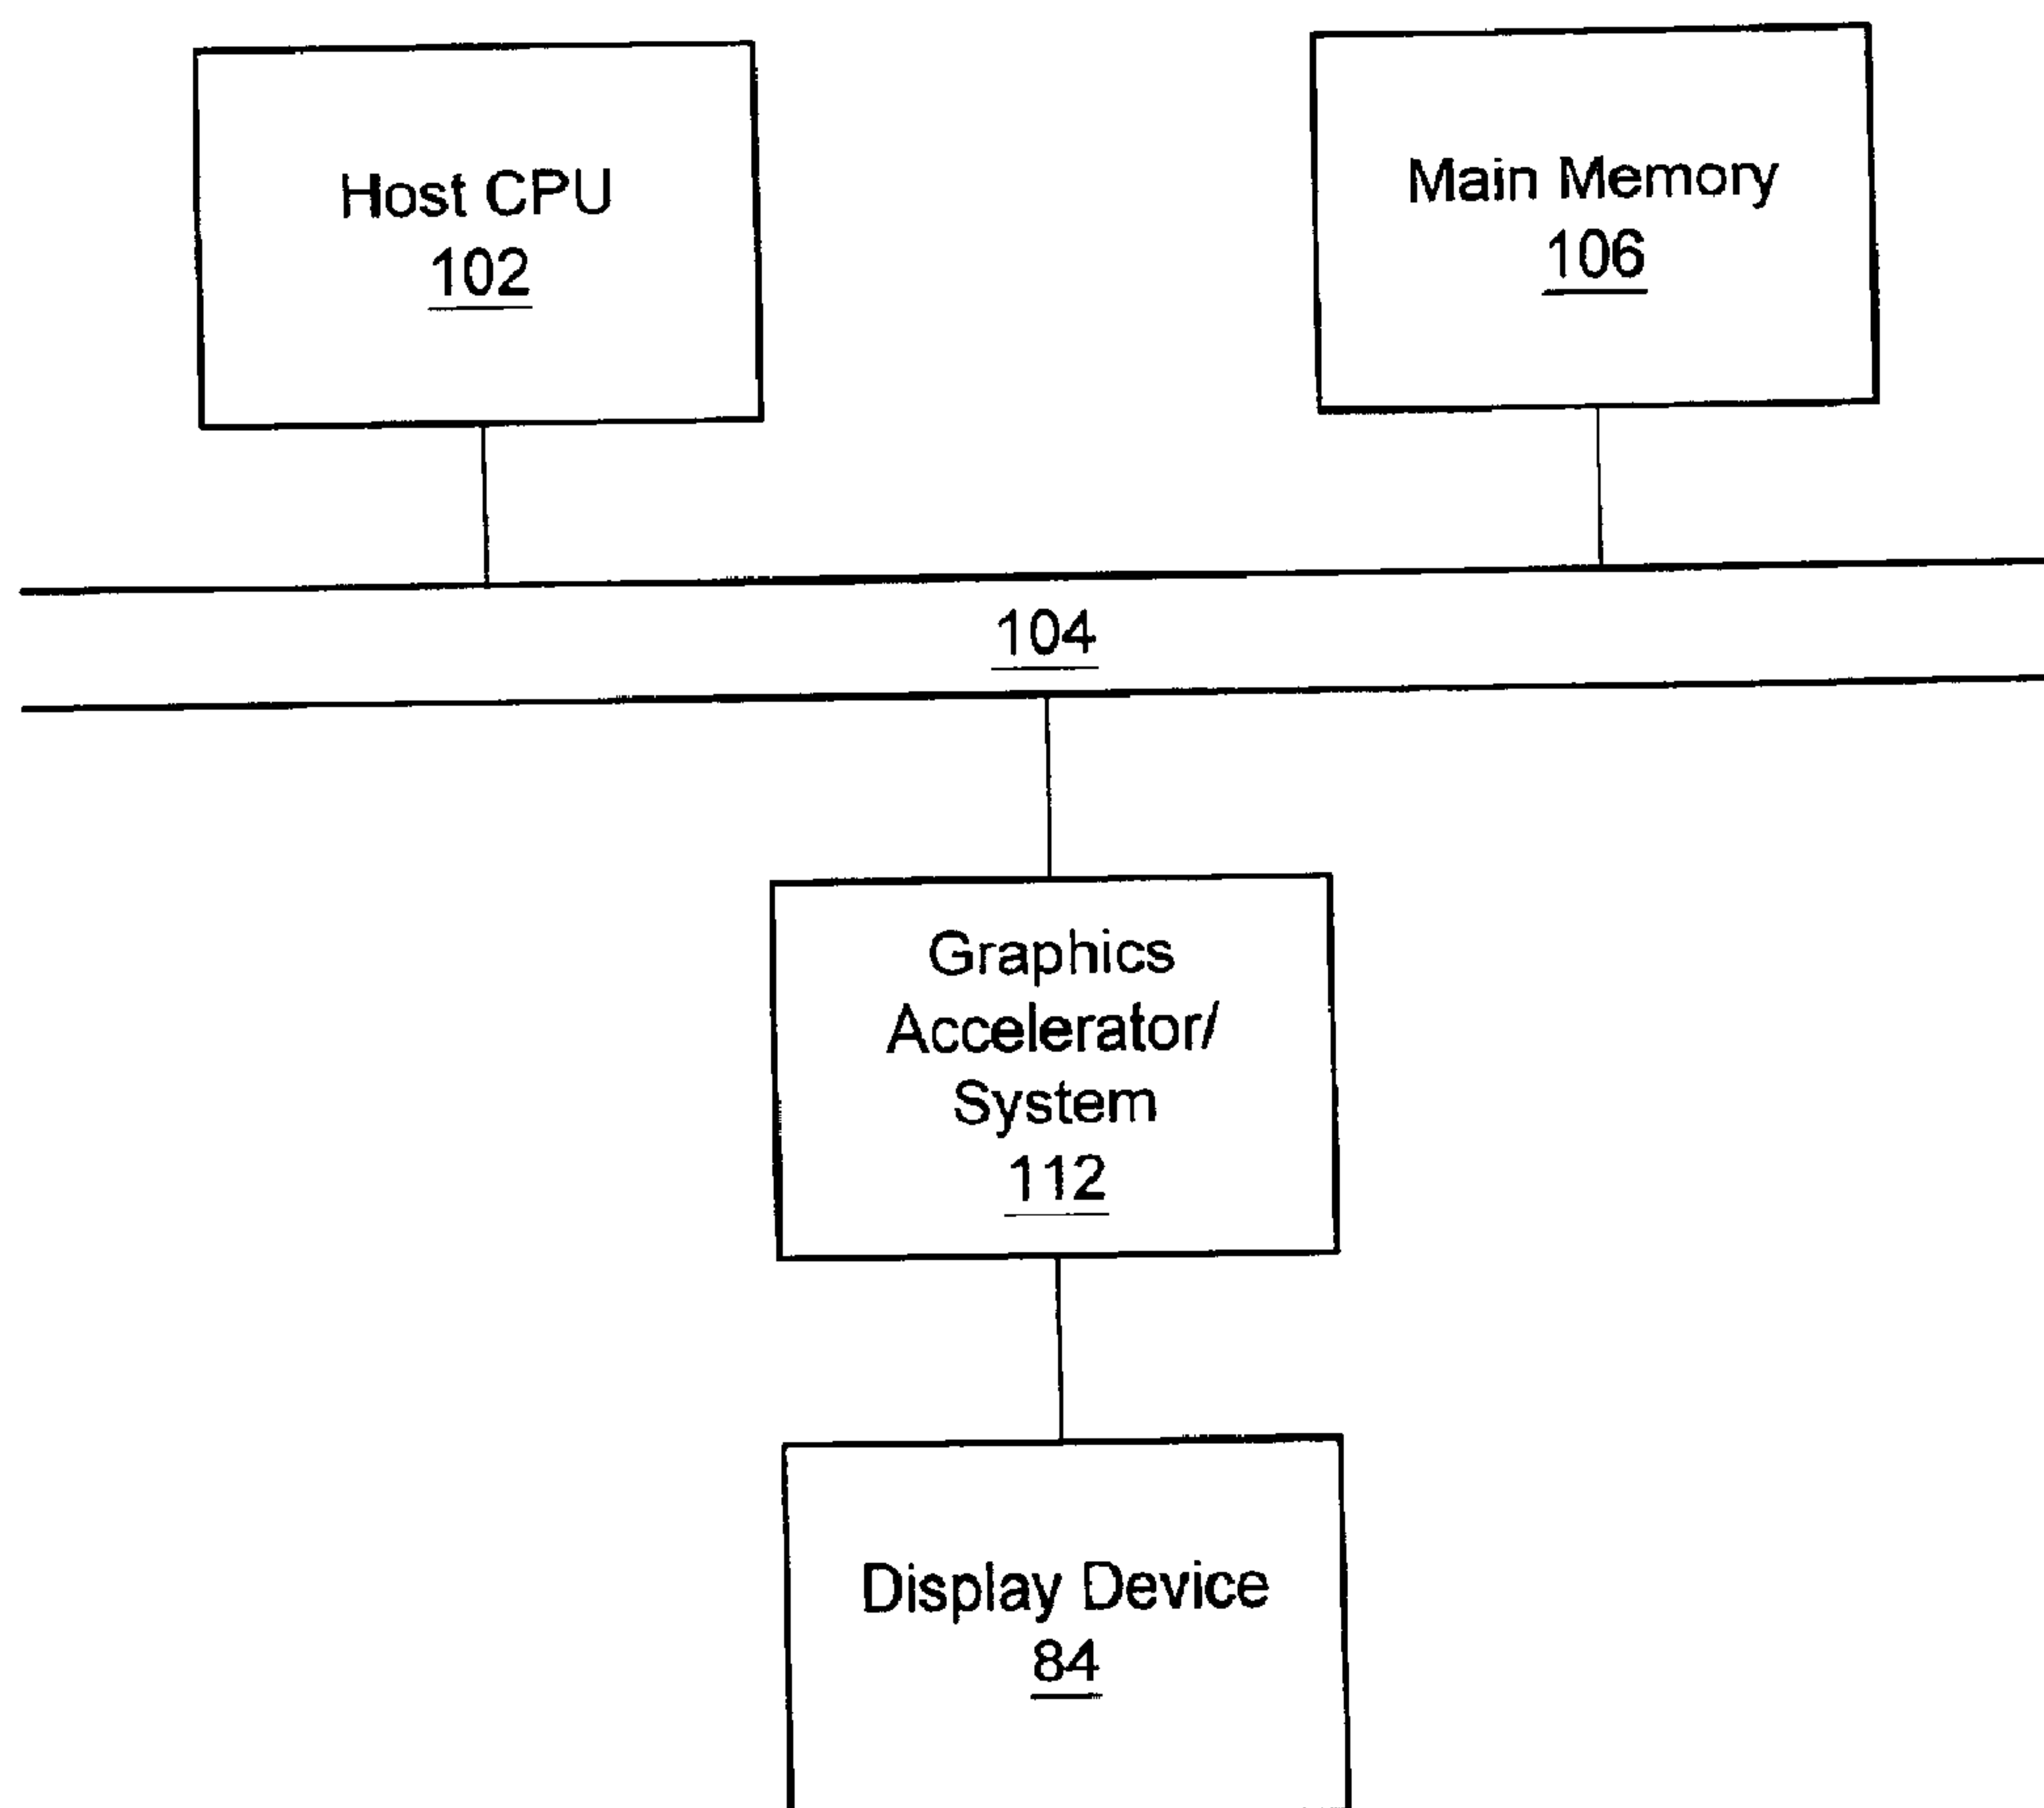 Host CPU
102
Main Memory
106
104
Graphics
Accelerator/
System
112
Display Device
84